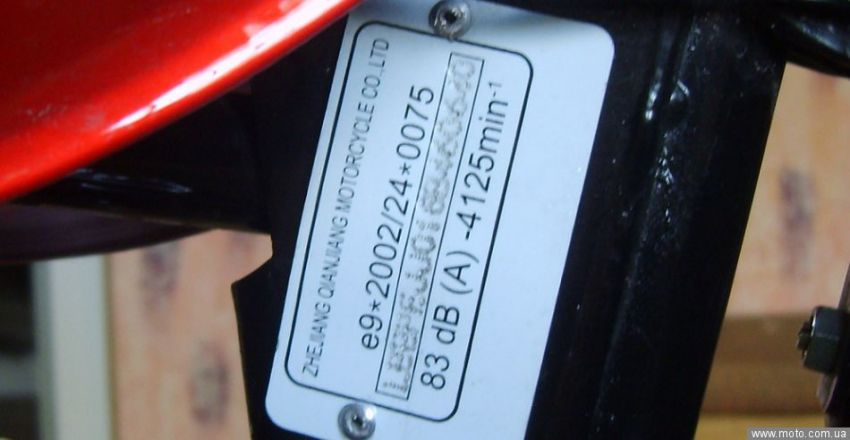 ZHEJIANG QIANJIANG MOTORCYCLE CO.,LTD
e9*2002/24*0075
83 dB (A) -4125min⁻¹
www.moto.com.ua